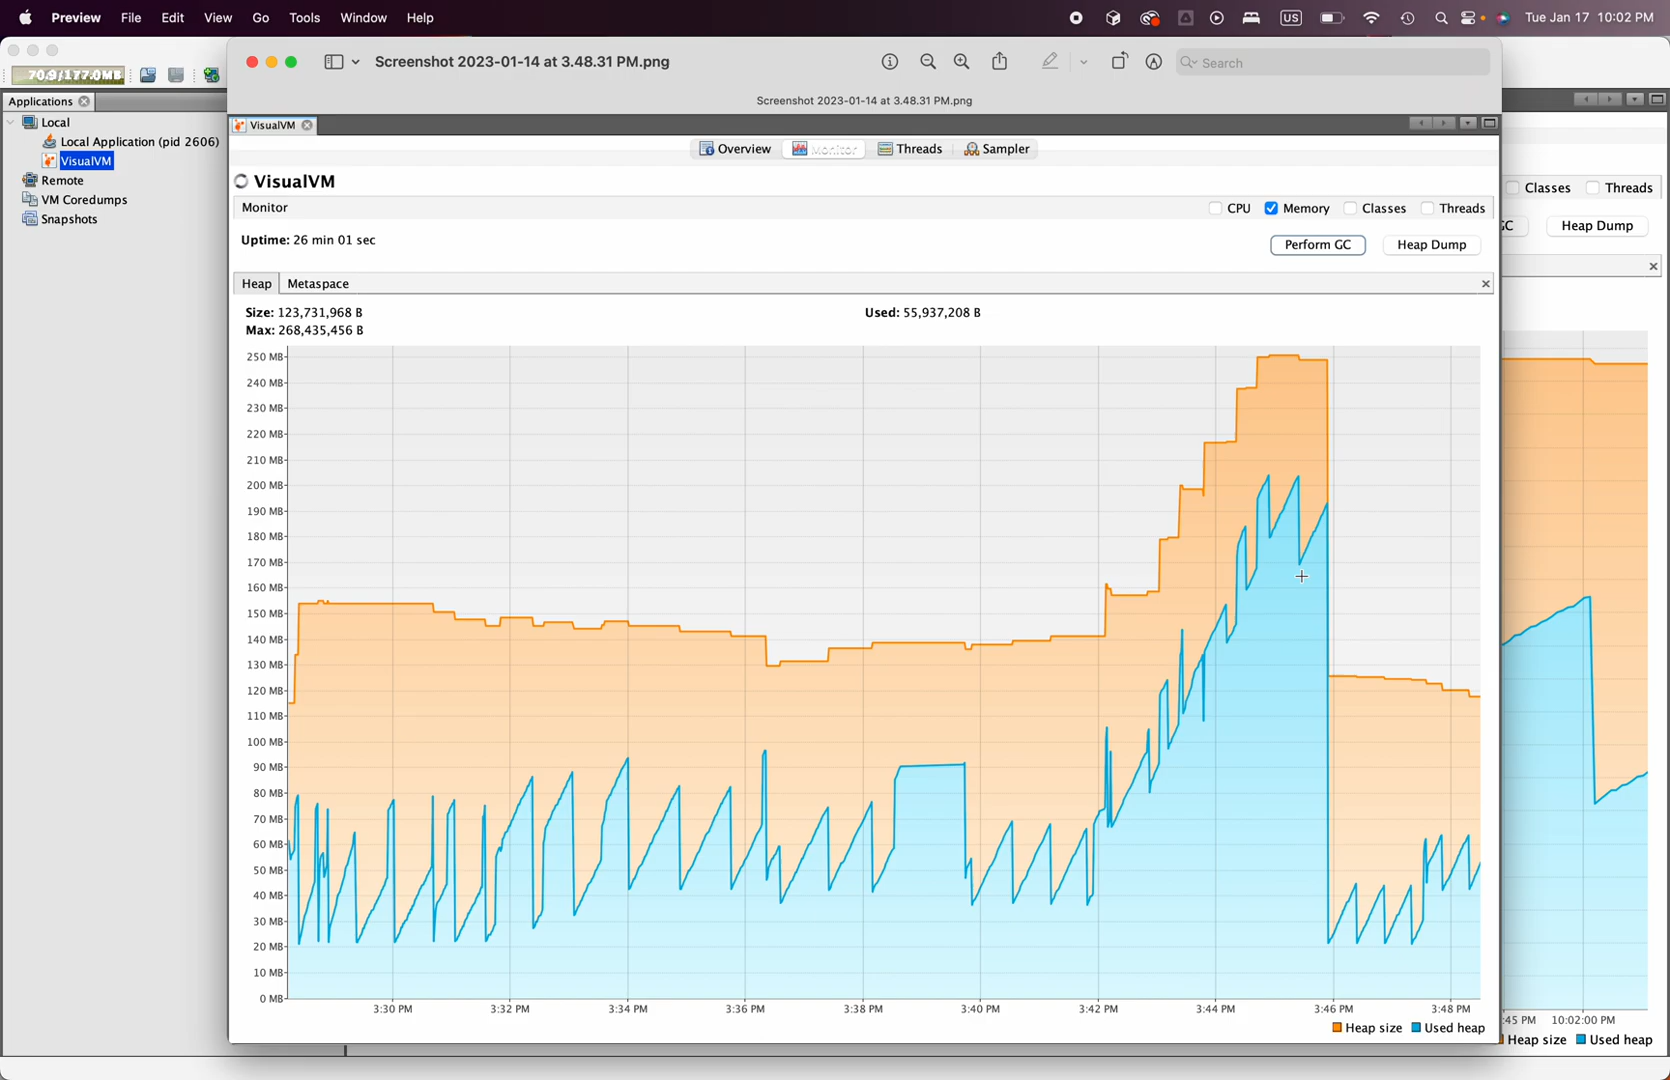 Preview File Edit View Go Tools Window Help US Tue Jan 17 10:02 PM
Screenshot 2023-01-14 at 3.48.31 PM.png Search
70.9/177.0MB
Screenshot 2023-01-14 at 3.48.31 PM.png
Applications
Local
Local Application (pid 2606)
VisualVM
Remote
VM Coredumps
Snapshots
VisualVM
Overview Monitor Threads Sampler
VisualVM
Monitor CPU Memory Classes Threads
Uptime: 26 min 01 sec Perform GC Heap Dump
Heap Metaspace
Size: 123,731,968 B Used: 55,937,208 B
Max: 268,435,456 B
250 MB
240 MB
230 MB
220 MB
210 MB
200 MB
190 MB
180 MB
170 MB
160 MB
150 MB
140 MB
130 MB
120 MB
110 MB
100 MB
90 MB
80 MB
70 MB
60 MB
50 MB
40 MB
30 MB
20 MB
10 MB
0 MB
3:30 PM 3:32 PM 3:34 PM 3:36 PM 3:38 PM 3:40 PM 3:42 PM 3:44 PM 3:46 PM 3:48 PM
Heap size Used heap
Classes Threads
GC Heap Dump
:45 PM 10:02:00 PM
Heap size Used heap